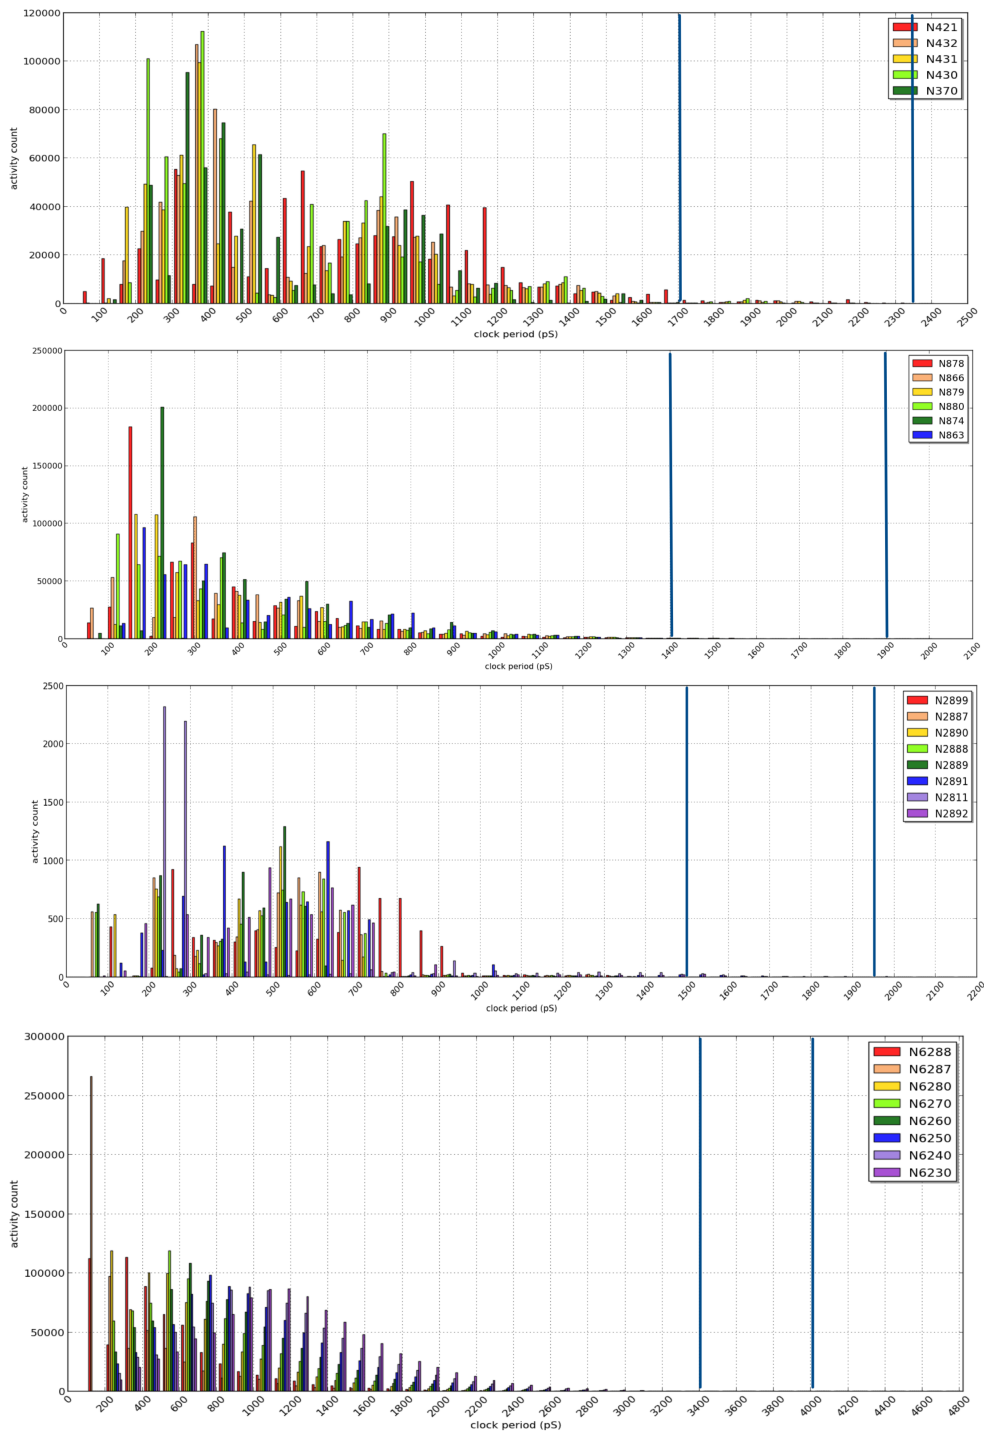 120000
100000
80000
60000
40000
20000
0
activity count
N421
N432
N431
N430
N370
0 100 200 300 400 500 600 700 800 900 1000 1100 1200 1300 1400 1500 1600 1700 1800 1900 2000 2100 2200 2300 2400 2500
clock period (pS)
250000
200000
150000
100000
50000
0
activity count
N878
N866
N879
N880
N874
N863
0 100 200 300 400 500 600 700 800 900 1000 1100 1200 1300 1400 1500 1600 1700 1800 1900 2000 2100
clock period (pS)
2500
2000
1500
1000
500
0
activity count
N2899
N2887
N2890
N2888
N2889
N2891
N2811
N2892
0 100 200 300 400 500 600 700 800 900 1000 1100 1200 1300 1400 1500 1600 1700 1800 1900 2000 2100 2200
clock period (pS)
300000
250000
200000
150000
100000
50000
0
activity count
N6288
N6287
N6280
N6270
N6260
N6250
N6240
N6230
0 200 400 600 800 1000 1200 1400 1600 1800 2000 2200 2400 2600 2800 3000 3200 3400 3600 3800 4000 4200 4400 4600 4800
clock period (pS)